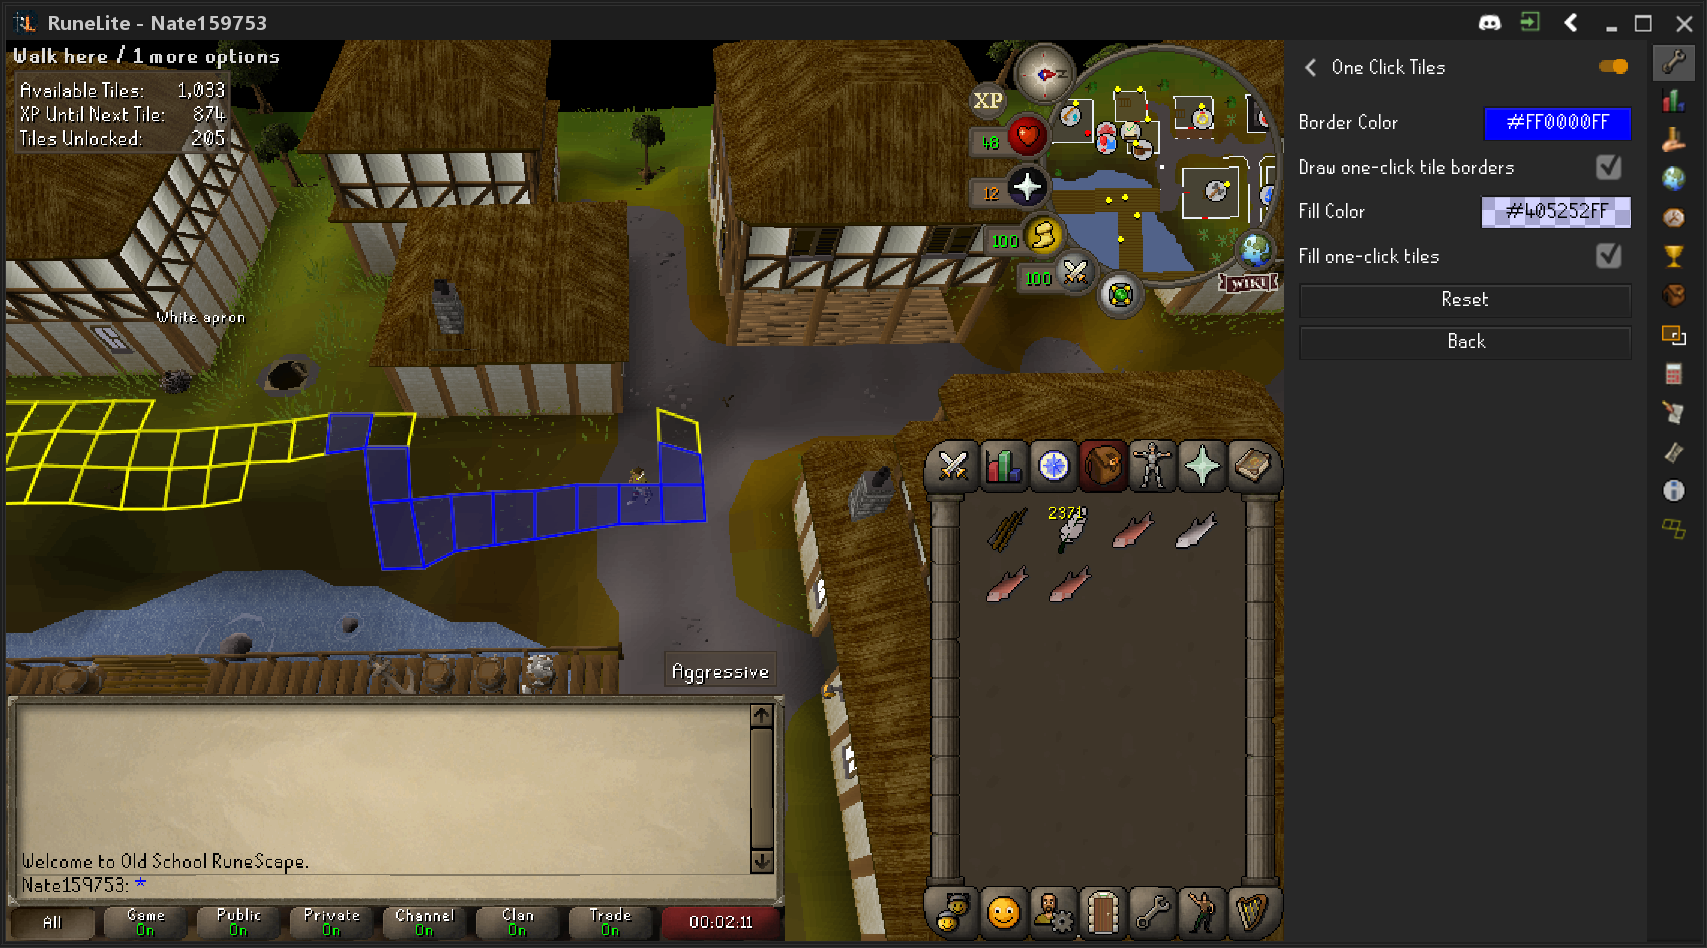 RuneLite - Nate159753
Walk here / 1 more options
Available Tiles: 1,033
XP Until Next Tile: 874
Tiles Unlocked: 205
White apron
XP
48
12
100
100
WIKI
One Click Tiles
Border Color #FF0000FF
Draw one-click tile borders
Fill Color #405252FF
Fill one-click tiles
Reset
Back
2371
Aggressive
Welcome to Old School RuneScape.
Nate159753: *
All
Game On
Public On
Private On
Channel On
Clan On
Trade On
00:02:11